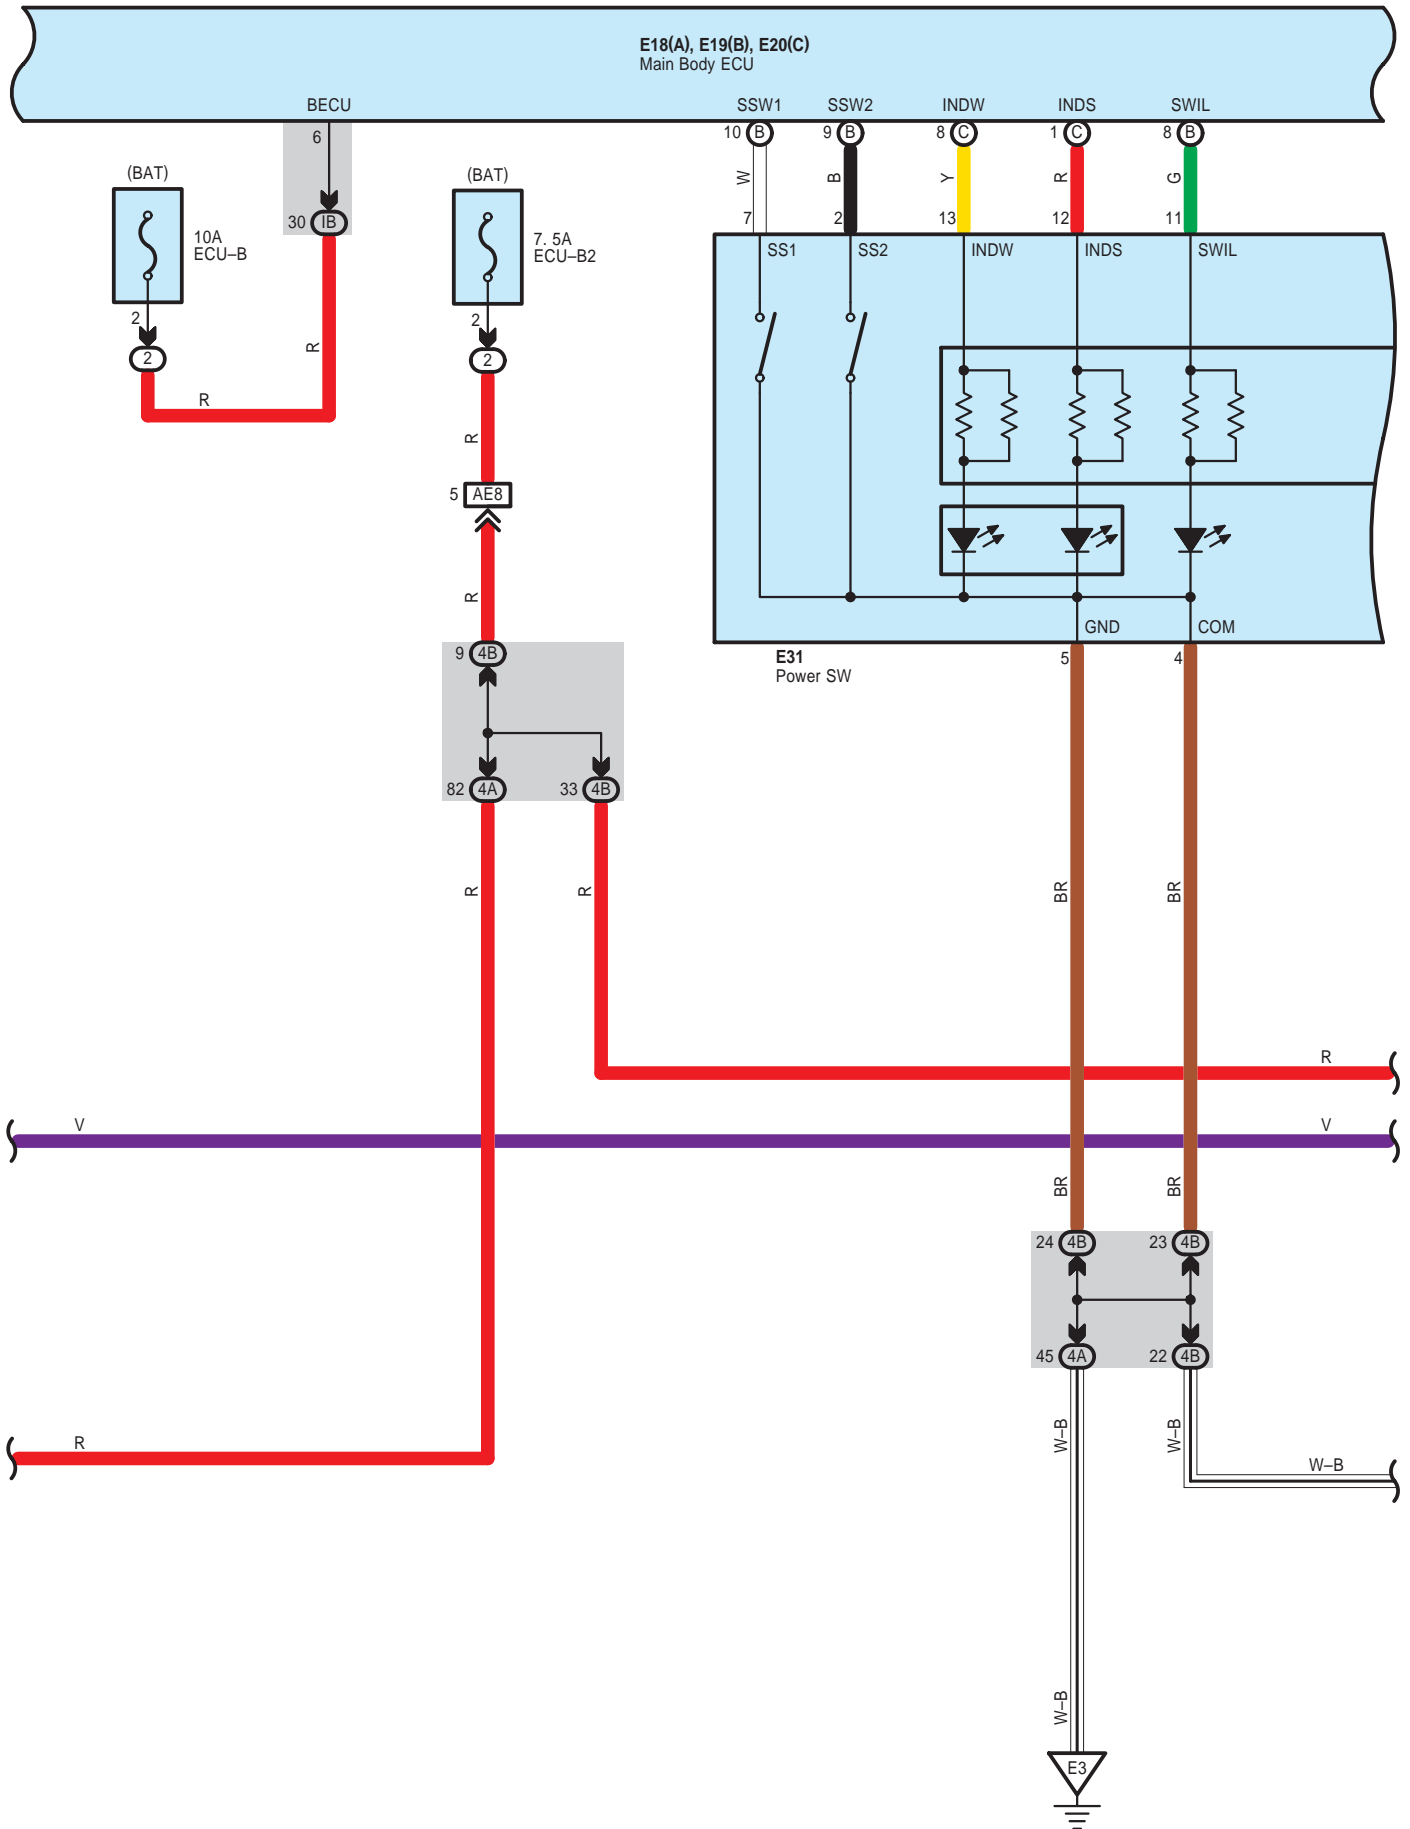 E18(A), E19(B), E20(C)
Main Body ECU
BECU
SSW1
SSW2
INDW
INDS
SWIL
6
10
B
9
B
8
C
1
C
8
B
(BAT)
(BAT)
W
B
Y
R
G
30
IB
7
2
13
12
11
10A
ECU–B
7. 5A
ECU–B2
SS1
SS2
INDW
INDS
SWIL
2
2
2
2
R
R
R
5
AE8
R
GND
COM
9
4B
E31
Power SW
5
4
82
4A
33
4B
R
R
BR
BR
R
V
V
BR
BR
24
4B
23
4B
45
4A
22
4B
R
W–B
W–B
W–B
W–B
E3